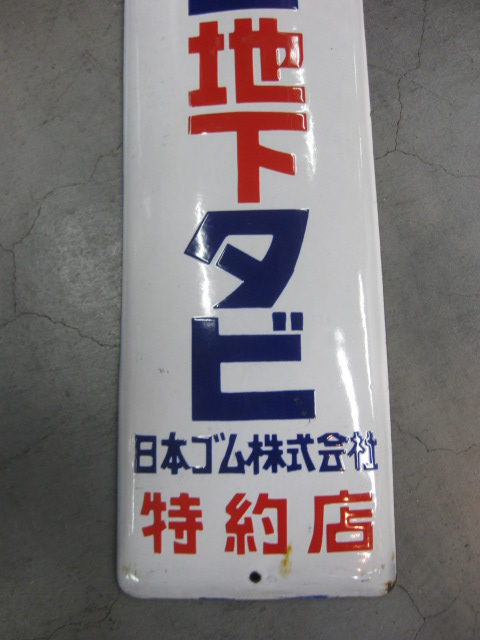 地下タビ
日本ゴム株式会社
特約店